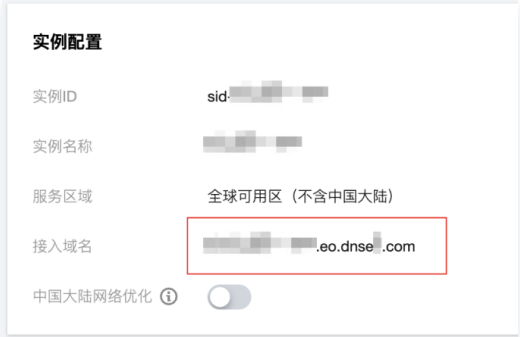 实例配置
实例ID sid-
实例名称
服务区域 全球可用区（不含中国大陆）
接入域名 .eo.dnse .com
中国大陆网络优化